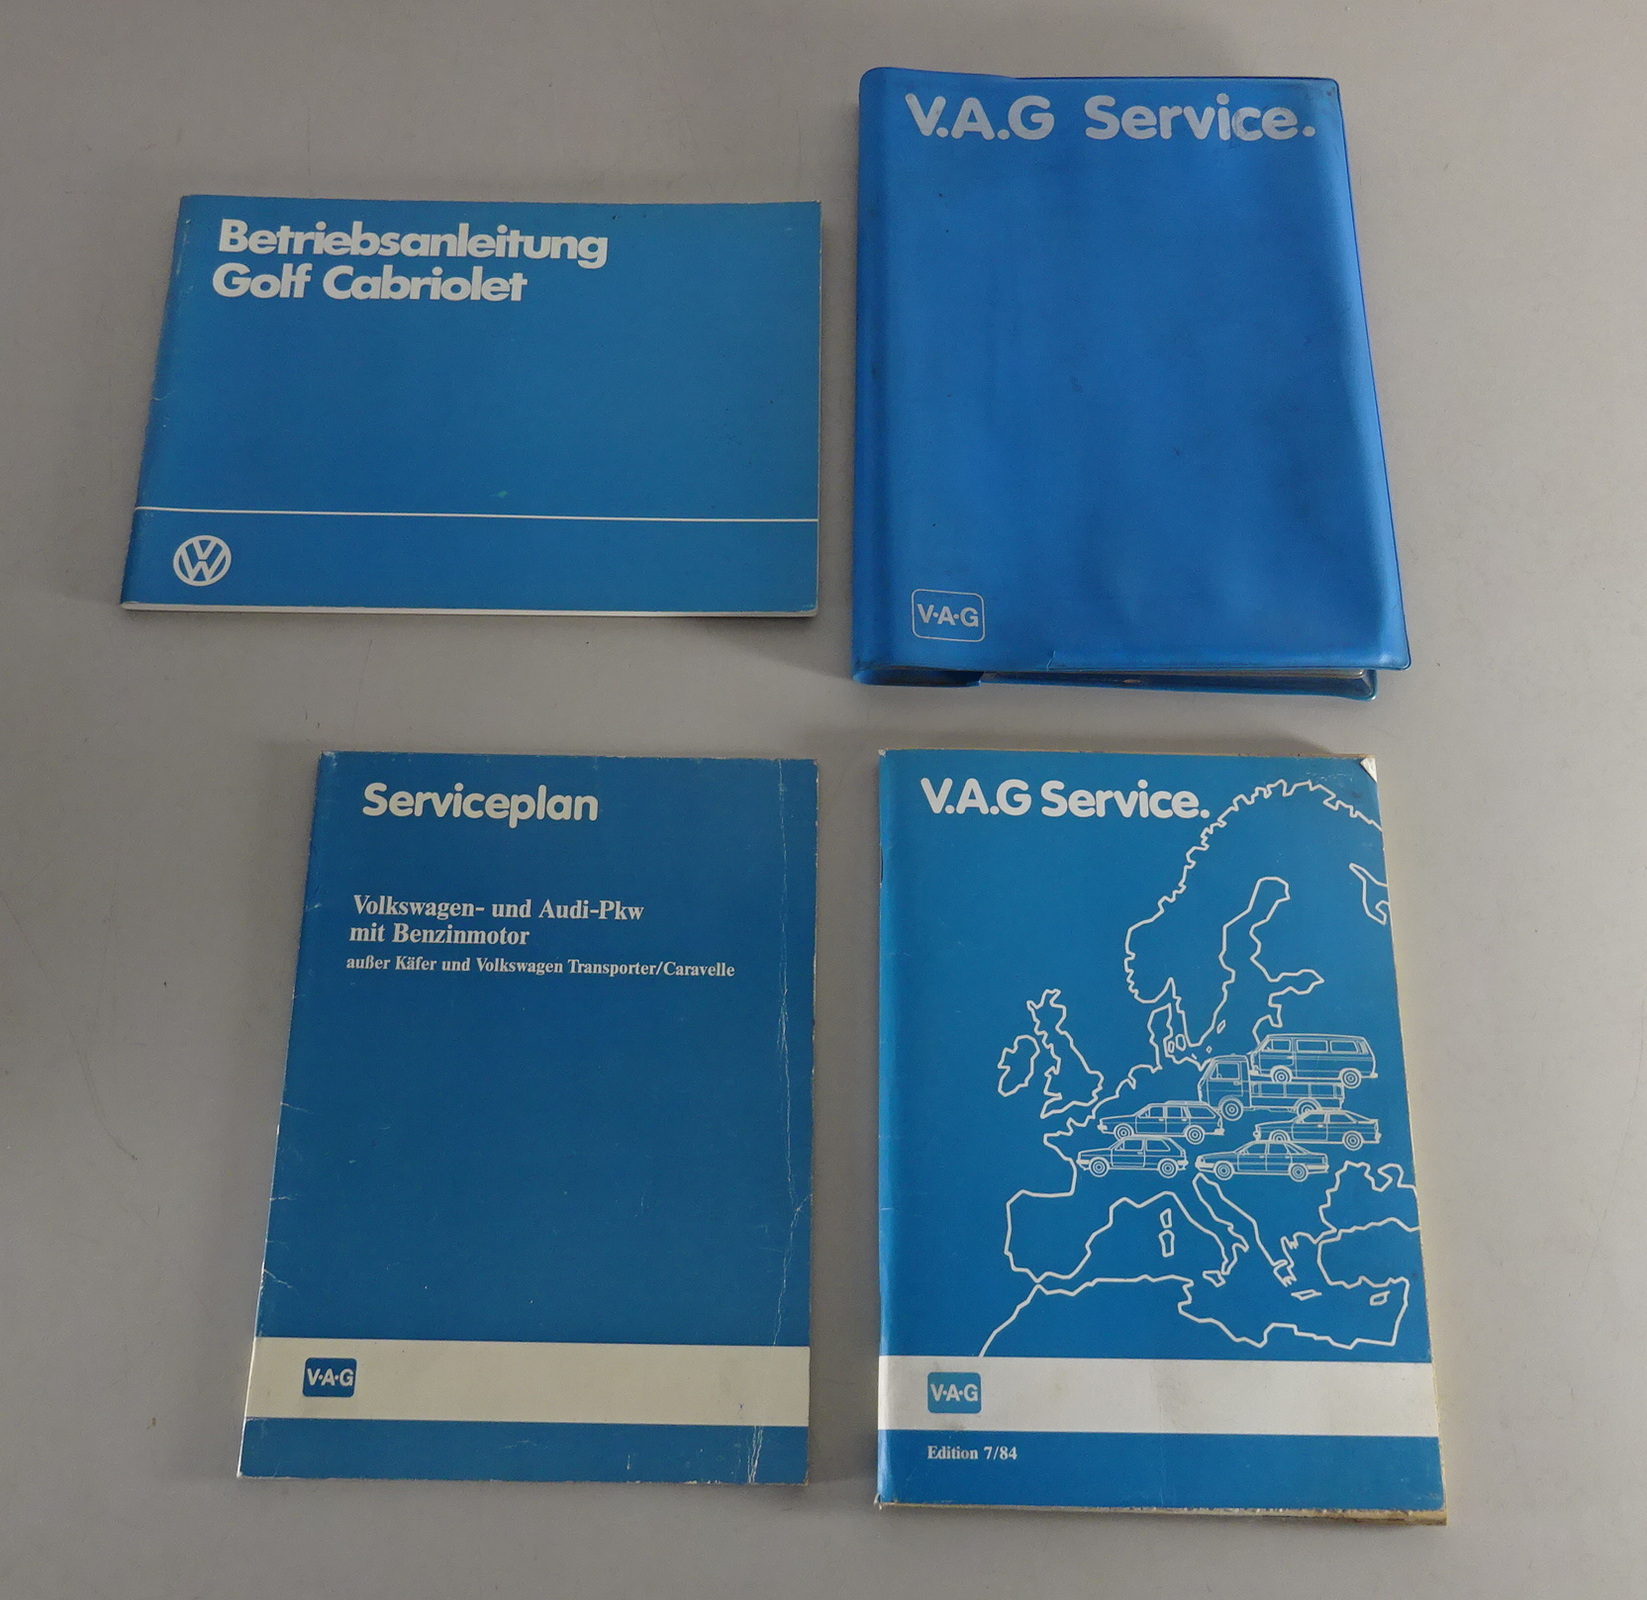 Betriebsanleitung
Golf Cabriolet
VW
V.A.G Service.
V·A·G
Serviceplan
Volkswagen- und Audi-Pkw
mit Benzinmotor
außer Käfer und Volkswagen Transporter/Caravelle
V·A·G
V.A.G Service.
V·A·G
Edition 7/84